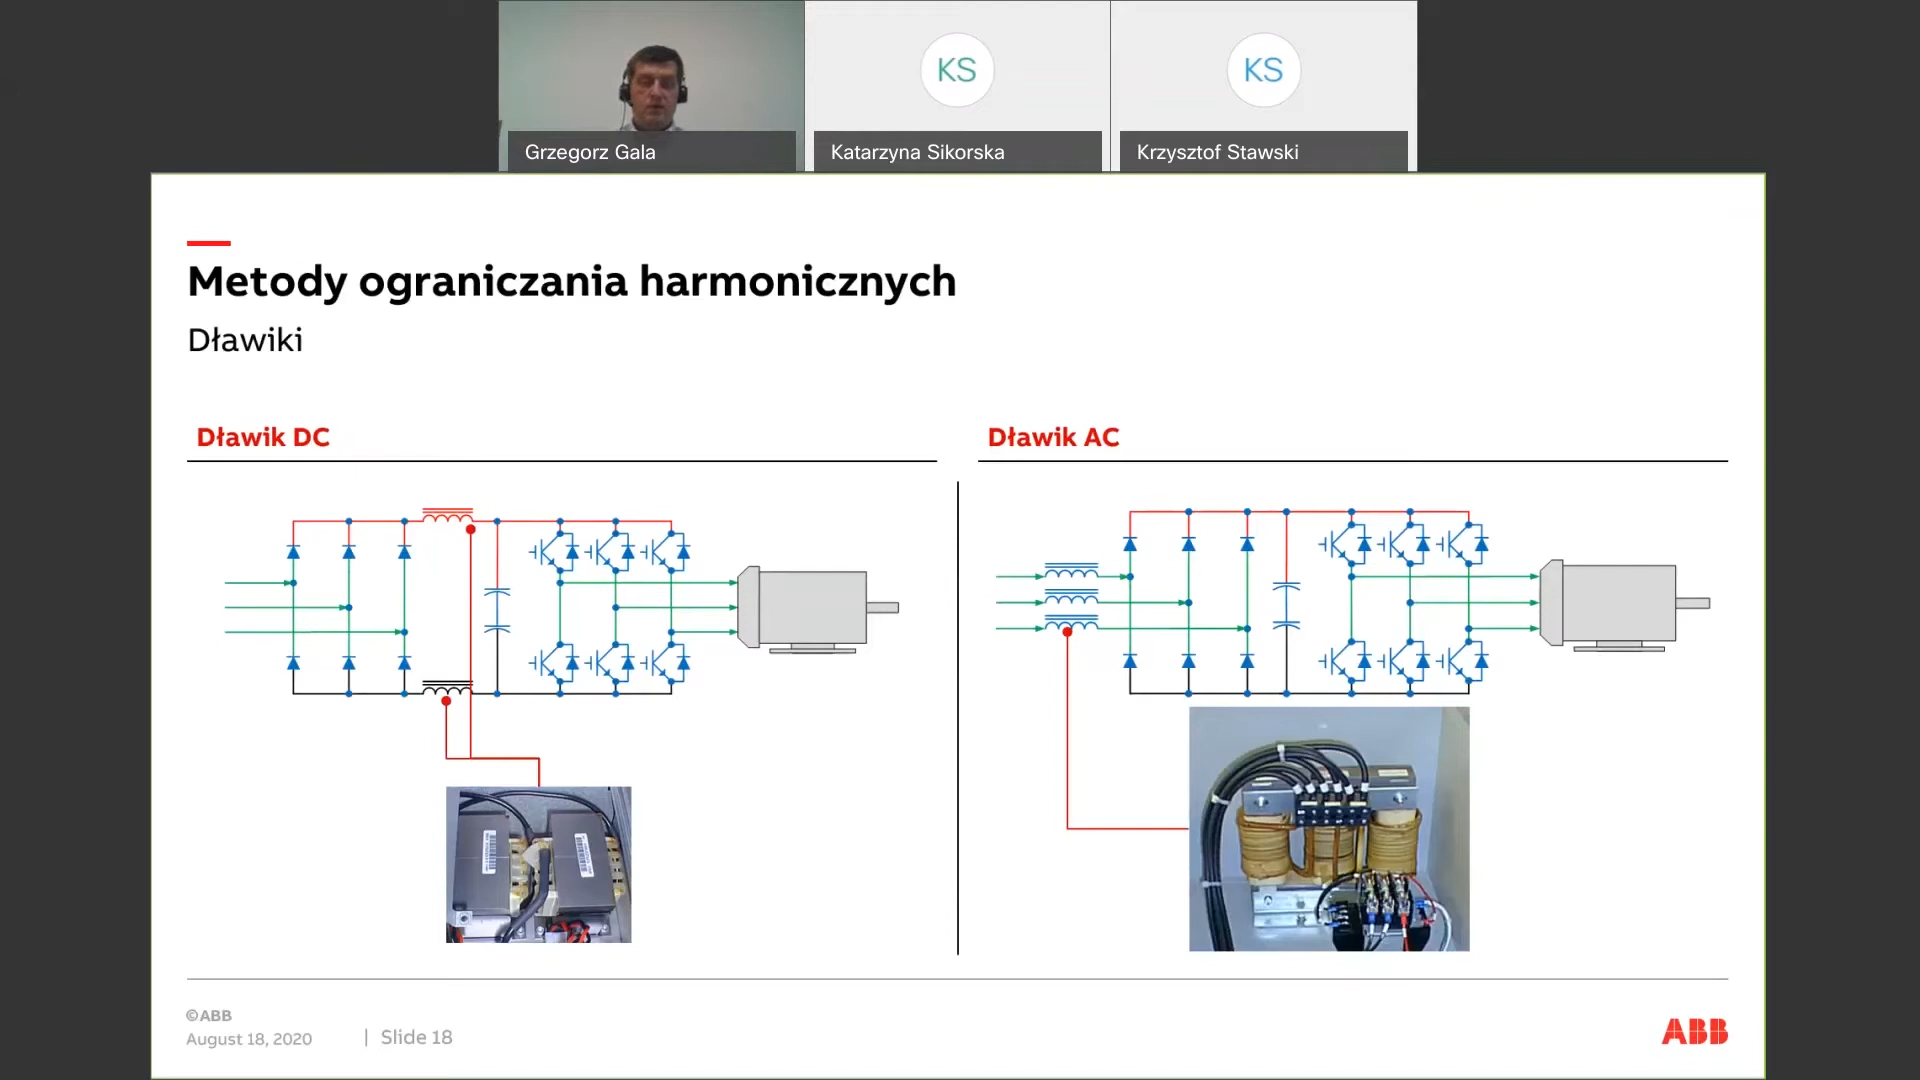 KS
KS
Grzegorz Gala
Katarzyna Sikorska
Krzysztof Stawski
Metody ograniczania harmonicznych
Dławiki
Dławik DC
Dławik AC
©ABB
August 18, 2020
| Slide 18
ABB